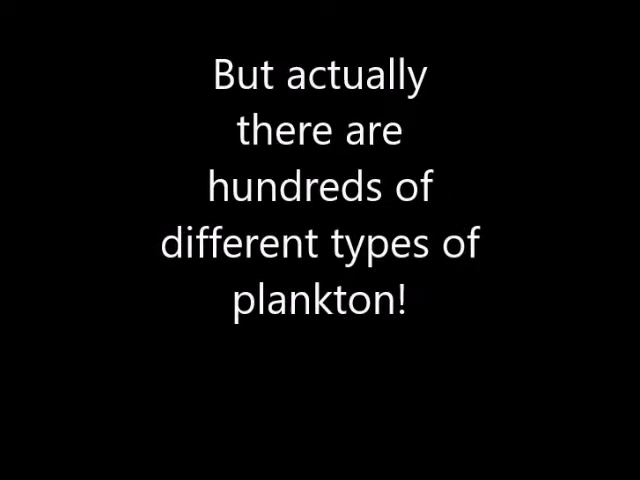 But actually
there are
hundreds of
different types of
plankton!